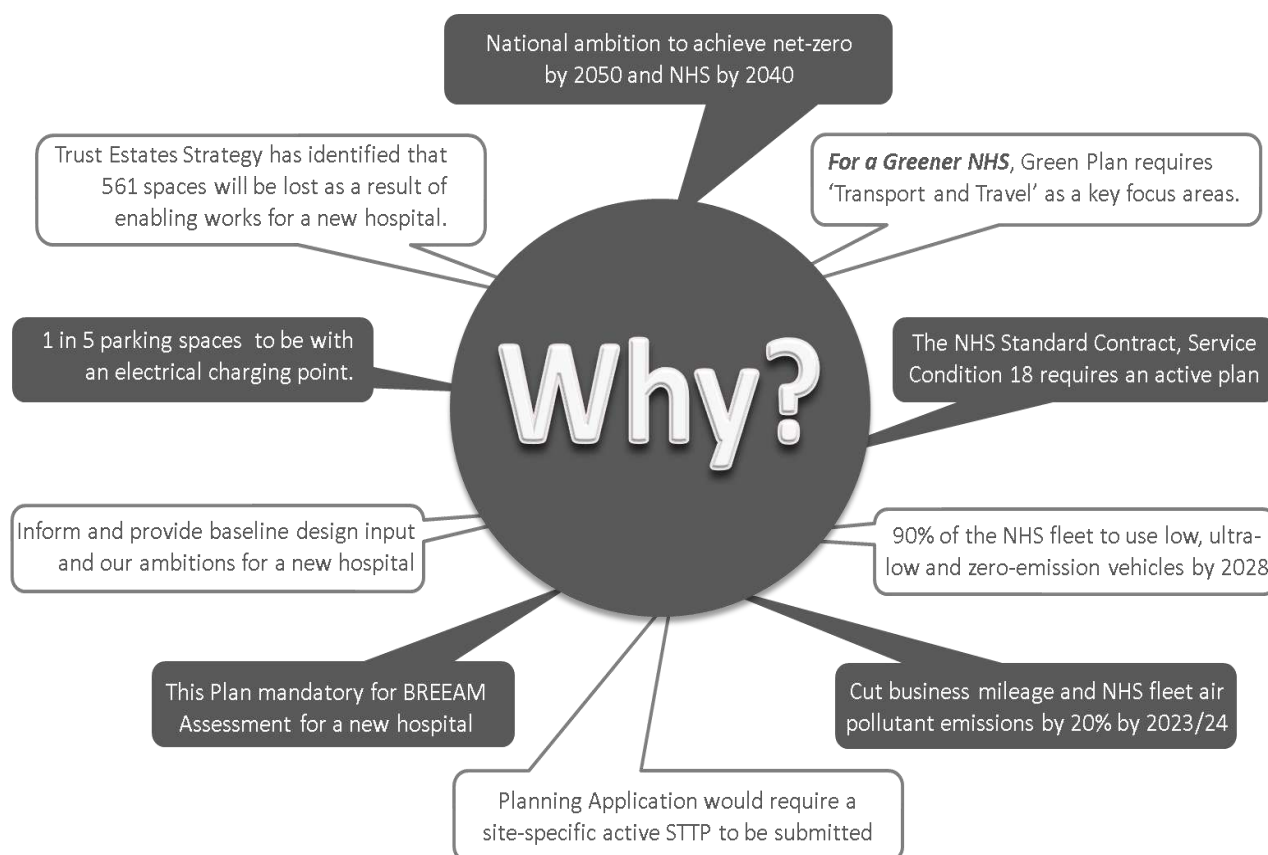 National ambition to achieve net-zero
by 2050 and NHS by 2040
Trust Estates Strategy has identified that
561 spaces will be lost as a result of
enabling works for a new hospital.
For a Greener NHS, Green Plan requires
‘Transport and Travel’ as a key focus areas.
1 in 5 parking spaces to be with
an electrical charging point.
Why?
The NHS Standard Contract, Service
Condition 18 requires an active plan
Inform and provide baseline design input
and our ambitions for a new hospital
90% of the NHS fleet to use low, ultra-
low and zero-emission vehicles by 2028
This Plan mandatory for BREEAM
Assessment for a new hospital
Cut business mileage and NHS fleet air
pollutant emissions by 20% by 2023/24
Planning Application would require a
site-specific active STTP to be submitted